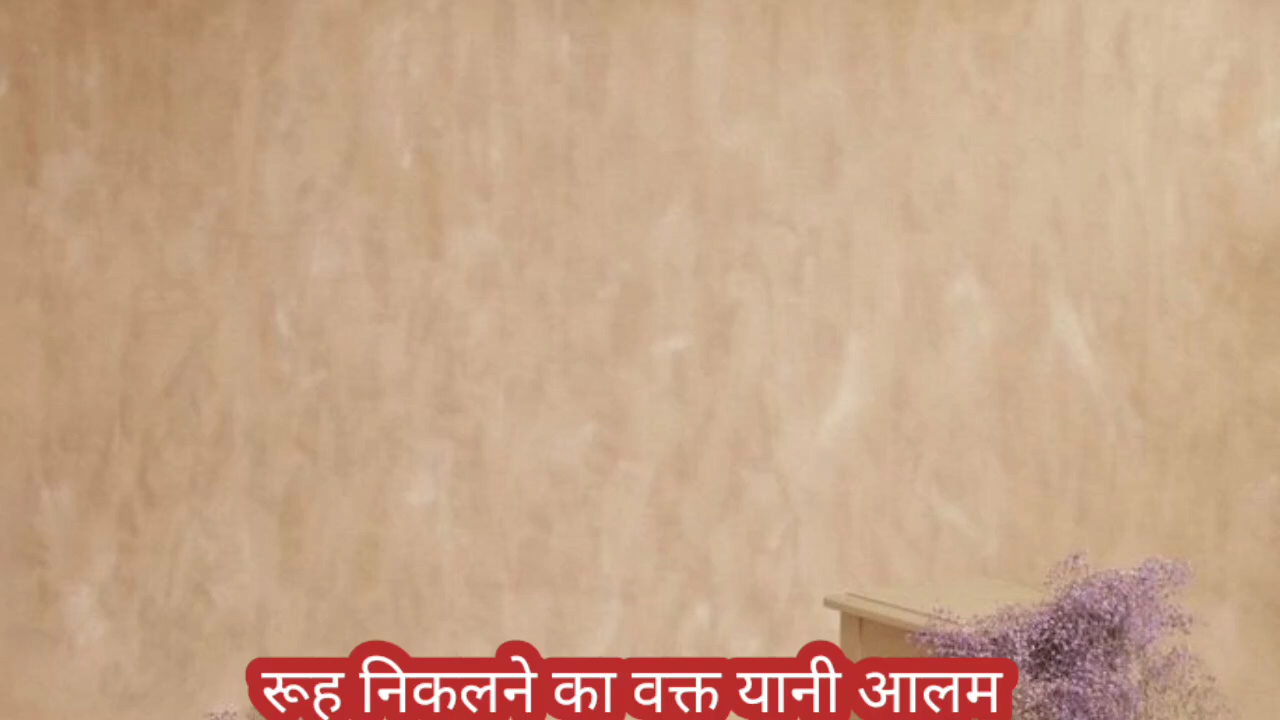 रूह निकलने का वक्त यानी आलम